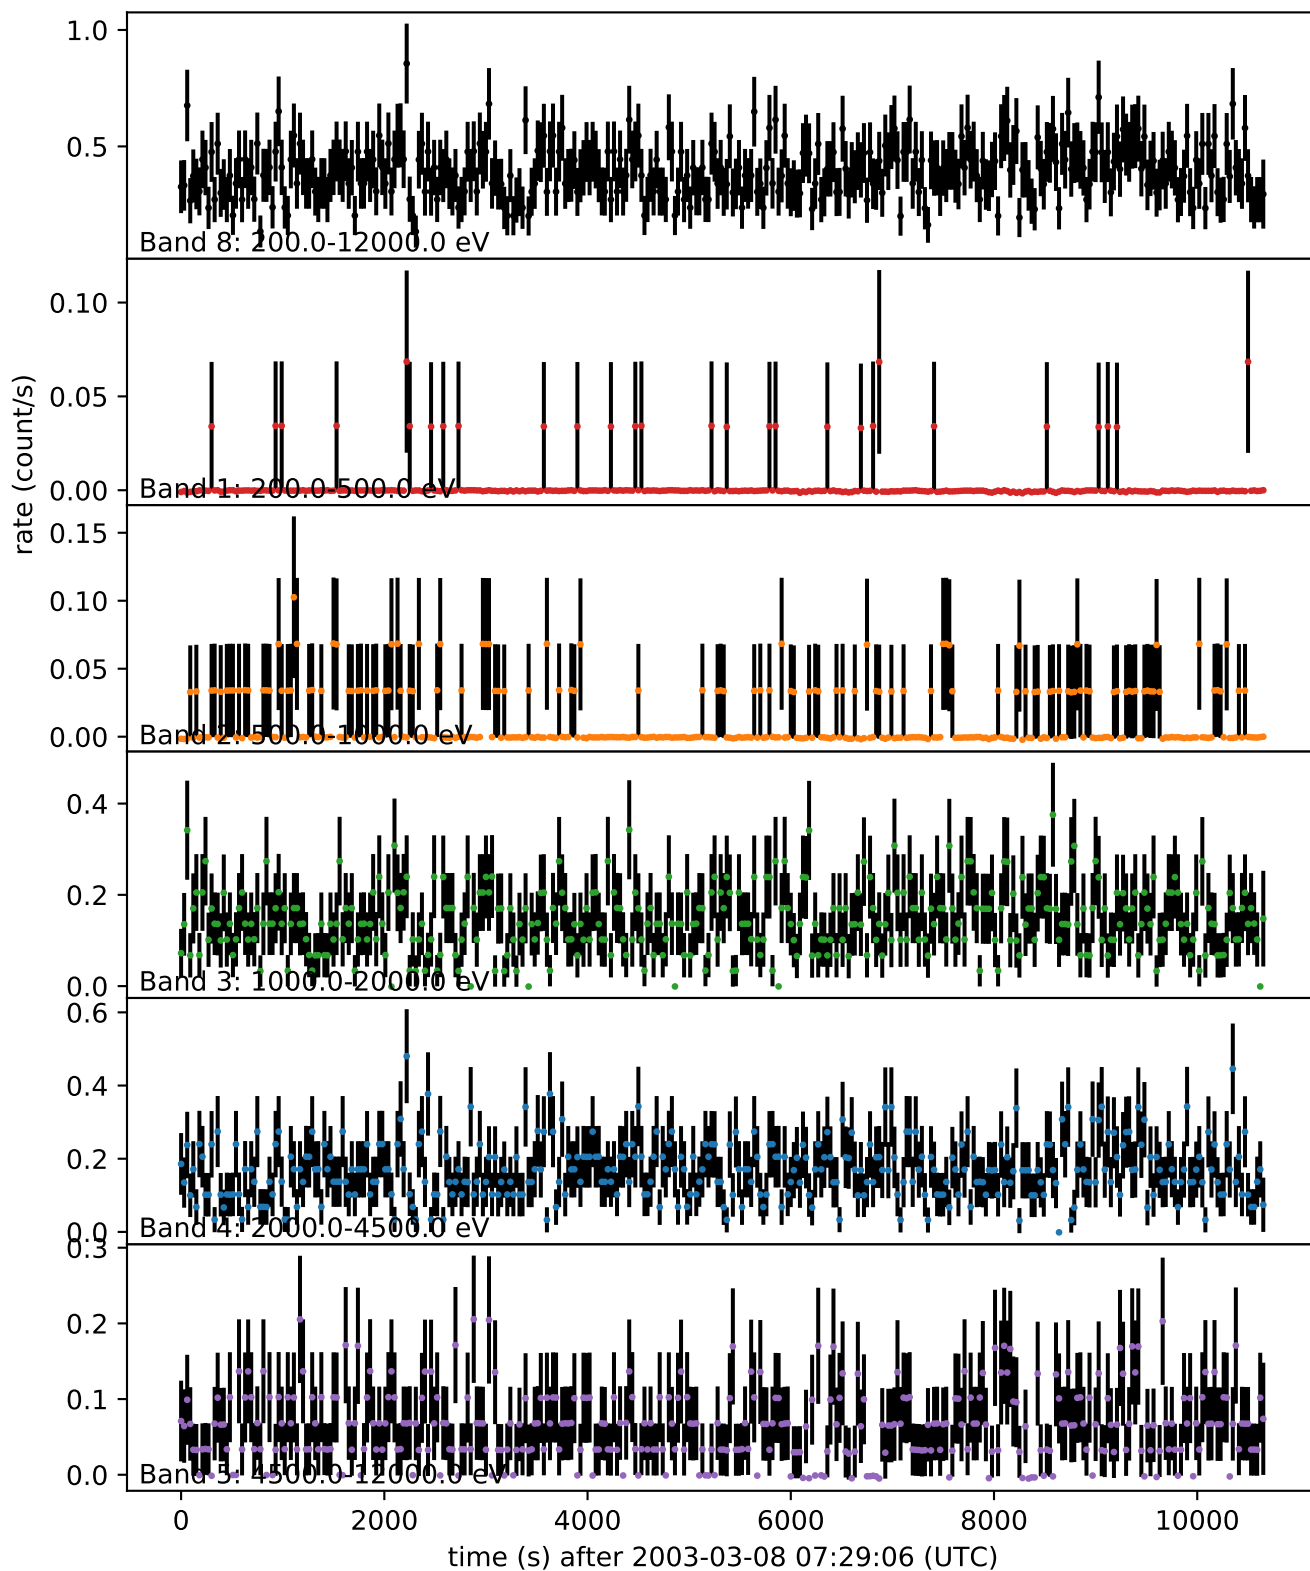 1.0
0.5
Band 8: 200.0-12000.0 eV
0.10
0.05
0.00
Band 1: 200.0-500.0 eV
rate (count/s)
0.15
0.10
0.05
0.00
Band 2: 500.0-1000.0 eV
0.4
0.2
0.0
Band 3: 1000.0-2000.0 eV
0.6
0.4
0.2
0.0
Band 4: 2000.0-4500.0 eV
0.3
0.2
0.1
0.0
Band 5: 4500.0-12000.0 eV
0 2000 4000 6000 8000 10000
time (s) after 2003-03-08 07:29:06 (UTC)